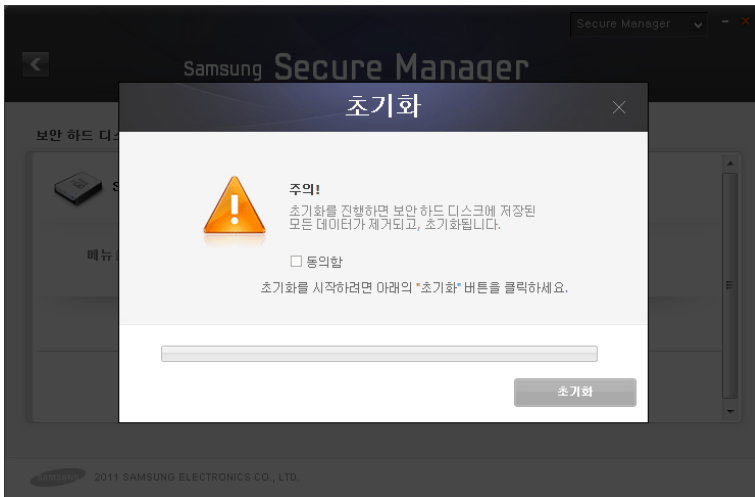 Secure Manager
Samsung Secure Manager
초기화
보안 하드 디스
주의!
초기화를 진행하면 보안 하드 디스크에 저장된
모든 데이터가 제거되고, 초기화됩니다.
S
메뉴
동의함
초기화를 시작하려면 아래의 "초기화" 버튼을 클릭하세요.
초기화
SAMSUNG 2011 SAMSUNG ELECTRONICS CO., LTD.